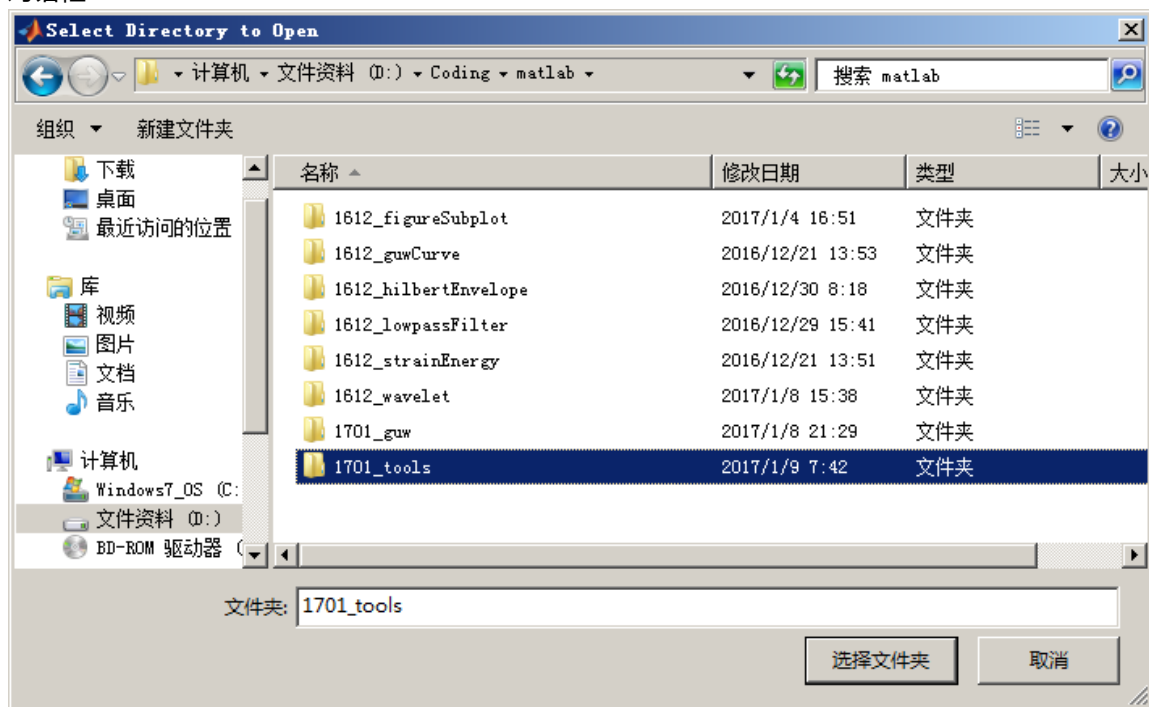 Select Directory to Open
计算机 文件资料 (D:) Coding matlab 搜索 matlab
组织 新建文件夹
名称 修改日期 类型 大小
下载
桌面
最近访问的位置
库
视频
图片
文档
音乐
计算机
Windows7_OS (C:
文件资料 (D:)
BD-ROM 驱动器 (
1612_figureSubplot 2017/1/4 16:51 文件夹
1612_guwCurve 2016/12/21 13:53 文件夹
1612_hilbertEnvelope 2016/12/30 8:18 文件夹
1612_lowpassFilter 2016/12/29 15:41 文件夹
1612_strainEnergy 2016/12/21 13:51 文件夹
1612_wavelet 2017/1/8 15:38 文件夹
1701_guw 2017/1/8 21:29 文件夹
1701_tools 2017/1/9 7:42 文件夹
文件夹: 1701_tools
选择文件夹 取消